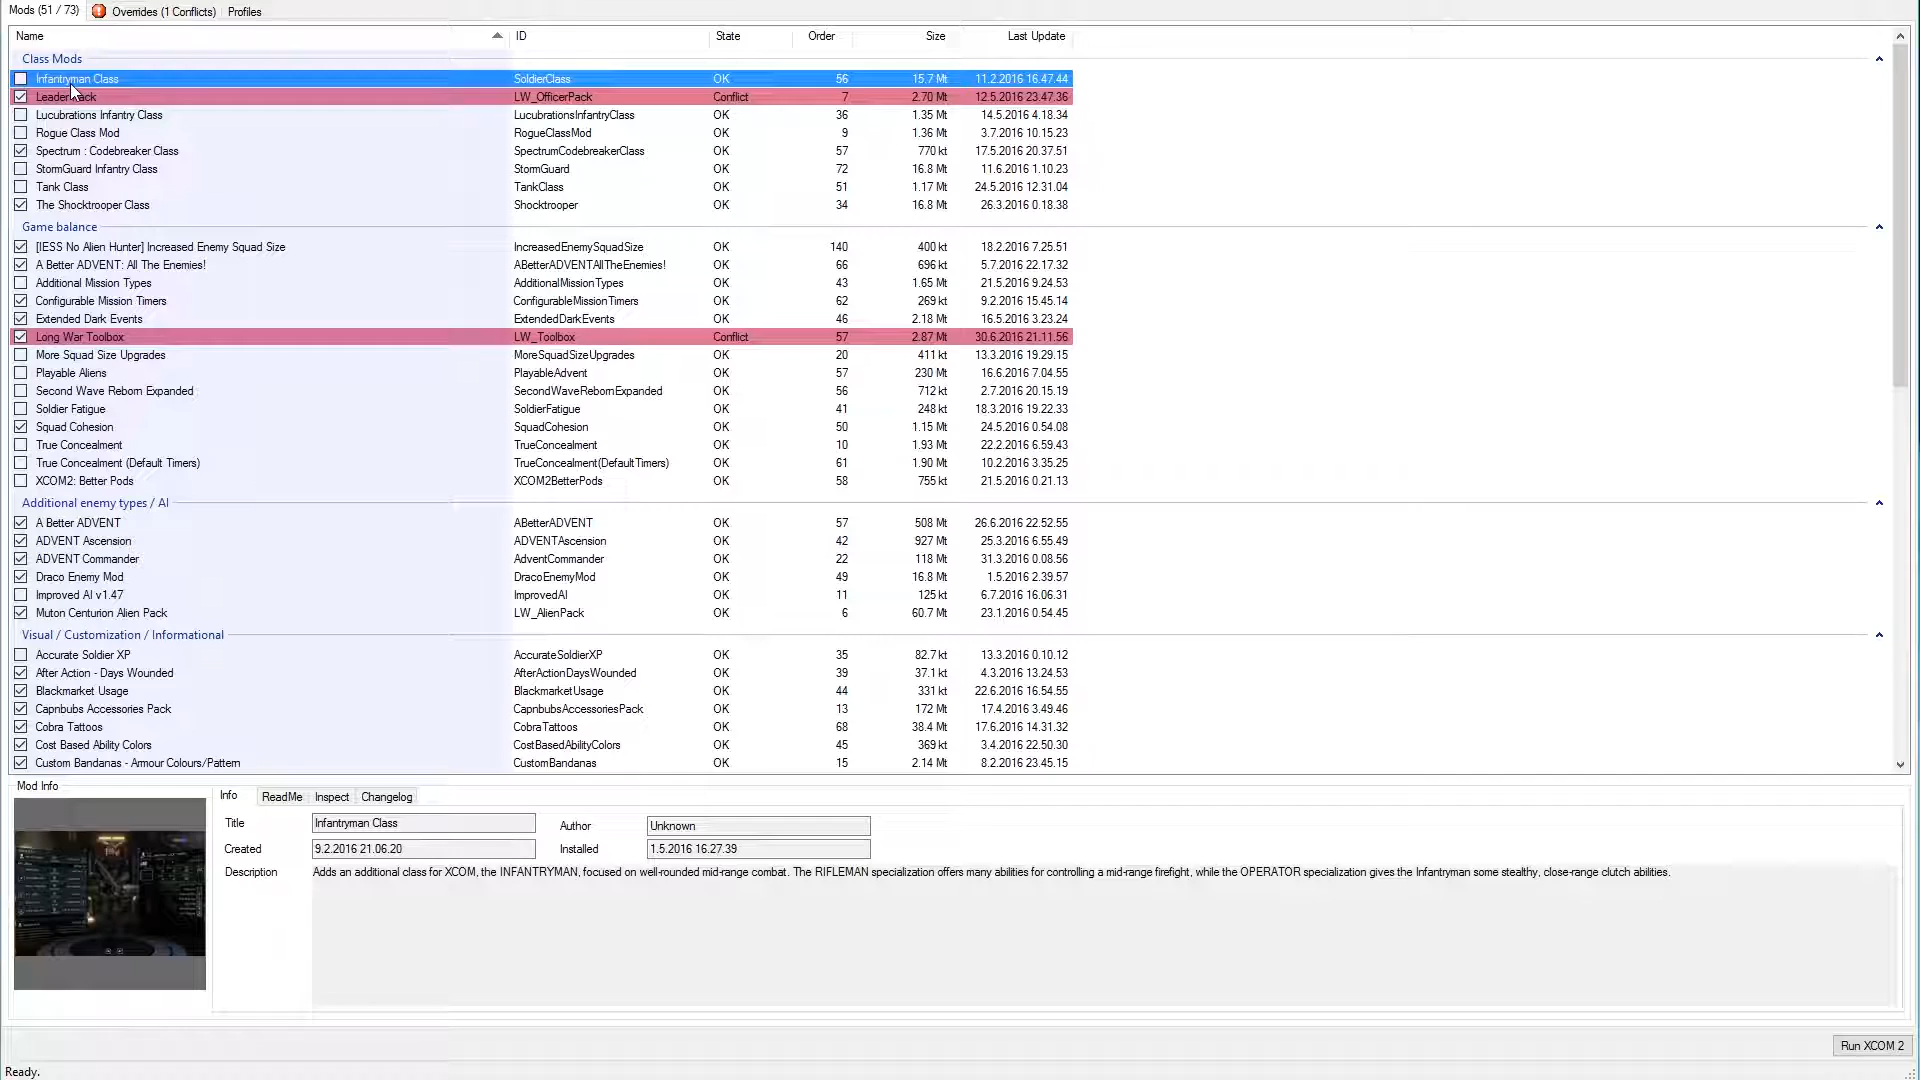 Mods (51 / 73) Overrides (1 Conflicts) Profiles
Name ID State Order Size Last Update
Class Mods
Infantryman Class SoldierClass OK 56 15.7 Mt 11.2.2016 16.47.44
Leader Pack LW_OfficerPack Conflict 7 2.70 Mt 12.5.2016 23.47.36
Lucubrations Infantry Class LucubrationsInfantryClass OK 36 1.35 Mt 14.5.2016 4.18.34
Rogue Class Mod RogueClassMod OK 9 1.36 Mt 3.7.2016 10.15.23
Spectrum : Codebreaker Class SpectrumCodebreakerClass OK 57 770 kt 17.5.2016 20.37.51
StormGuard Infantry Class StormGuard OK 72 16.8 Mt 11.6.2016 1.10.23
Tank Class TankClass OK 51 1.17 Mt 24.5.2016 12.31.04
The Shocktrooper Class Shocktrooper OK 34 16.8 Mt 26.3.2016 0.18.38
Game balance
[IESS No Alien Hunter] Increased Enemy Squad Size IncreasedEnemySquadSize OK 140 400 kt 18.2.2016 7.25.51
A Better ADVENT: All The Enemies! ABetterADVENTAllTheEnemies! OK 66 696 kt 5.7.2016 22.17.32
Additional Mission Types AdditionalMissionTypes OK 43 1.65 Mt 21.5.2016 9.24.53
Configurable Mission Timers ConfigurableMissionTimers OK 62 269 kt 9.2.2016 15.45.14
Extended Dark Events ExtendedDarkEvents OK 46 2.18 Mt 16.5.2016 3.23.24
Long War Toolbox LW_Toolbox Conflict 57 2.87 Mt 30.6.2016 21.11.56
More Squad Size Upgrades MoreSquadSizeUpgrades OK 20 411 kt 13.3.2016 19.29.15
Playable Aliens PlayableAdvent OK 57 230 Mt 16.6.2016 7.04.55
Second Wave Reborn Expanded SecondWaveRebornExpanded OK 56 712 kt 2.7.2016 20.15.19
Soldier Fatigue SoldierFatigue OK 41 248 kt 18.3.2016 19.22.33
Squad Cohesion SquadCohesion OK 50 1.15 Mt 24.5.2016 0.54.08
True Concealment TrueConcealment OK 10 1.93 Mt 22.2.2016 6.59.43
True Concealment (Default Timers) TrueConcealment(DefaultTimers) OK 61 1.90 Mt 10.2.2016 3.35.25
XCOM2: Better Pods XCOM2BetterPods OK 58 755 kt 21.5.2016 0.21.13
Additional enemy types / AI
A Better ADVENT ABetterADVENT OK 57 508 Mt 26.6.2016 22.52.55
ADVENT Ascension ADVENTAscension OK 42 927 Mt 25.3.2016 6.55.49
ADVENT Commander AdventCommander OK 22 118 Mt 31.3.2016 0.08.56
Draco Enemy Mod DracoEnemyMod OK 49 16.8 Mt 1.5.2016 2.39.57
Improved AI v1.47 ImprovedAI OK 11 125 kt 6.7.2016 16.06.31
Muton Centurion Alien Pack LW_AlienPack OK 6 60.7 Mt 23.1.2016 0.54.45
Visual / Customization / Informational
Accurate Soldier XP AccurateSoldierXP OK 35 82.7 kt 13.3.2016 0.10.12
After Action - Days Wounded AfterActionDaysWounded OK 39 37.1 kt 4.3.2016 13.24.53
Blackmarket Usage BlackmarketUsage OK 44 331 kt 22.6.2016 16.54.55
Capnbubs Accessories Pack CapnbubsAccessoriesPack OK 13 172 Mt 17.4.2016 3.49.46
Cobra Tattoos CobraTattoos OK 68 38.4 Mt 17.6.2016 14.31.32
Cost Based Ability Colors CostBasedAbilityColors OK 45 369 kt 3.4.2016 22.50.30
Custom Bandanas - Armour Colours/Pattern CustomBandanas OK 15 2.14 Mt 8.2.2016 23.45.15
Mod Info
Info ReadMe Inspect Changelog
Title Infantryman Class Author Unknown
Created 9.2.2016 21.06.20 Installed 1.5.2016 16.27.39
Description Adds an additional class for XCOM, the INFANTRYMAN, focused on well-rounded mid-range combat. The RIFLEMAN specialization offers many abilities for controlling a mid-range firefight, while the OPERATOR specialization gives the Infantryman some stealthy, close-range clutch abilities.
Run XCOM 2
Ready.